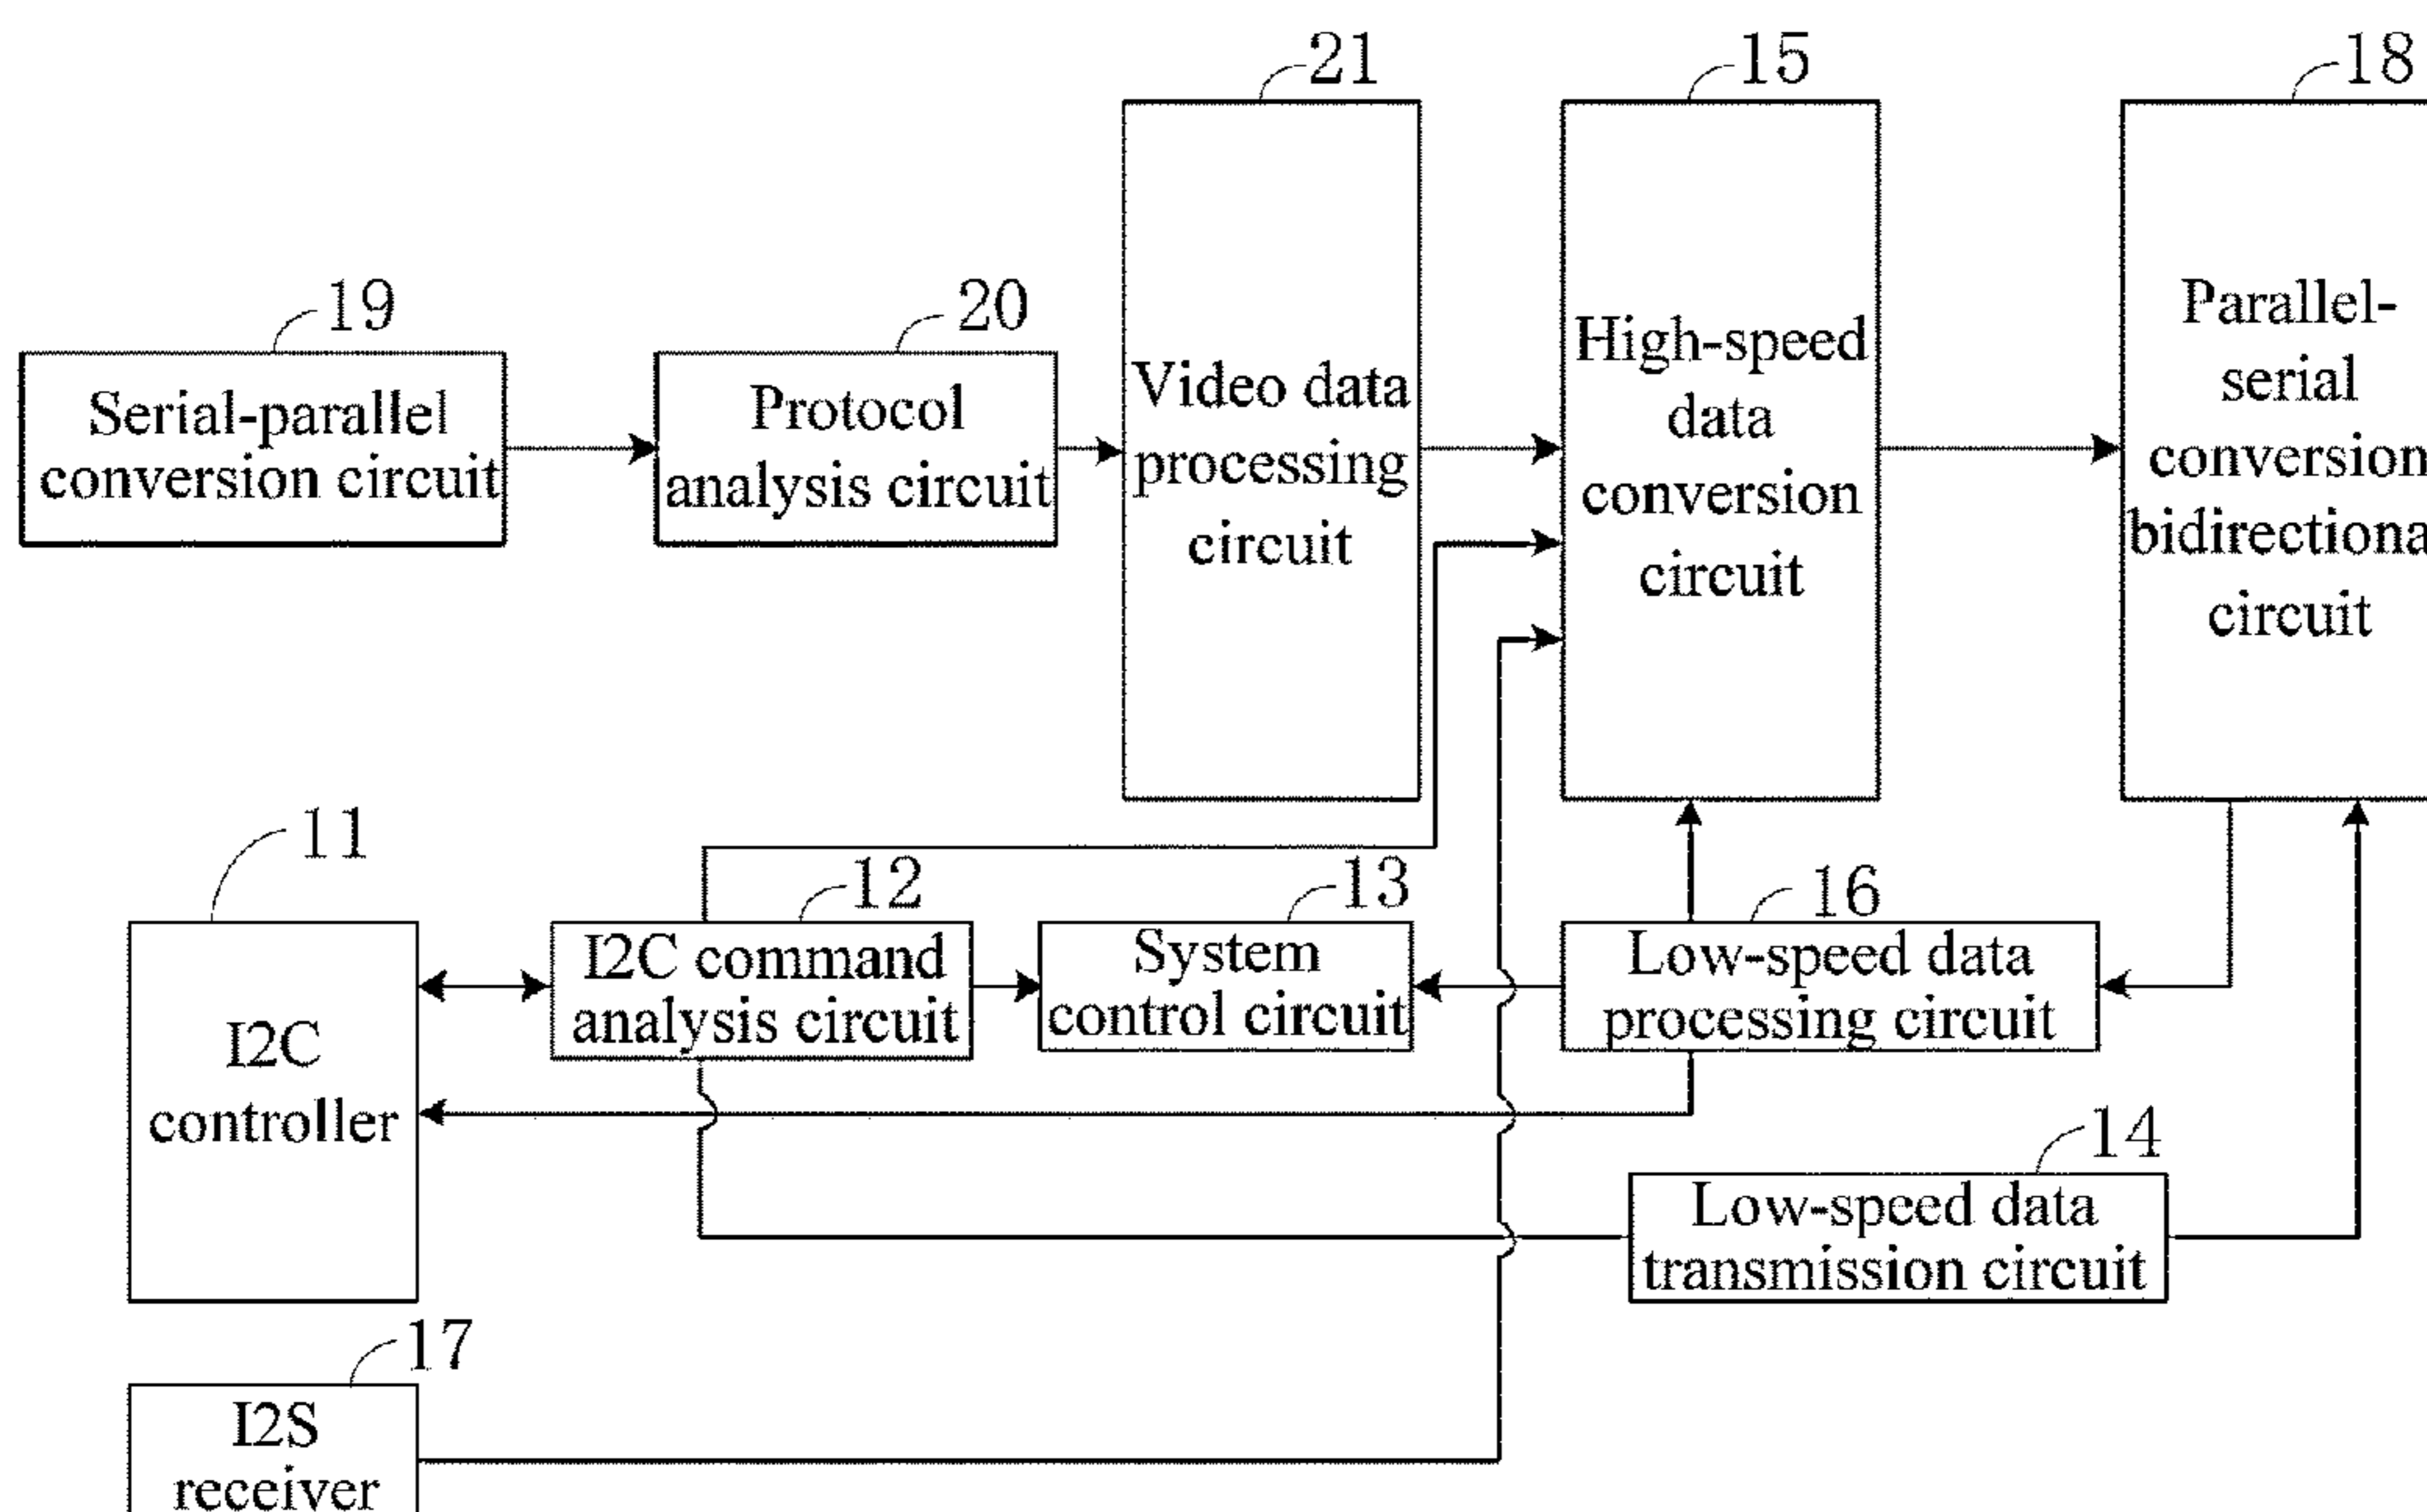 21
15
18
19
20
Serial-parallel
conversion circuit
Protocol
analysis circuit
Video data
processing
circuit
High-speed
data
conversion
circuit
Parallel-
serial
conversion
bidirectiona
circuit
11
12
13
16
I2C
controller
I2C command
analysis circuit
System
control circuit
Low-speed data
processing circuit
14
Low-speed data
transmission circuit
17
I2S
receiver